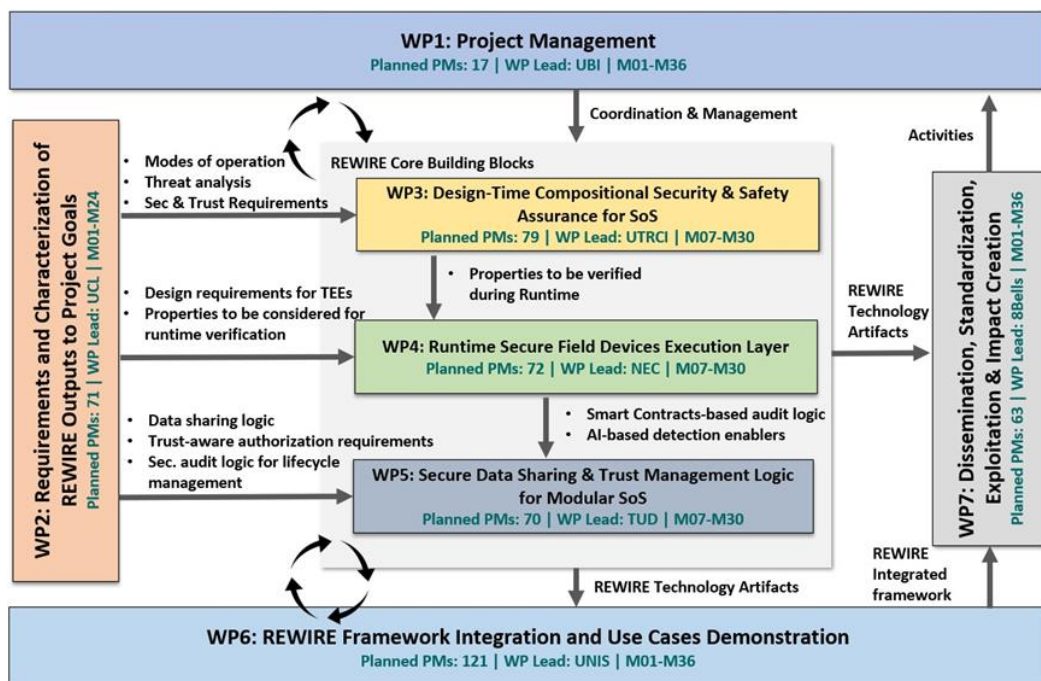 WP1: Project Management
Planned PMs: 17 | WP Lead: UBI | M01-M36
Coordination & Management
Activities
WP2: Requirements and Characterization of
REWIRE Outputs to Project Goals
Planned PMs: 71 | WP Lead: UCL | M01-M24
• Modes of operation
• Threat analysis
• Sec & Trust Requirements
REWIRE Core Building Blocks
WP3: Design-Time Compositional Security & Safety
Assurance for SoS
Planned PMs: 79 | WP Lead: UTRCI | M07-M30
• Properties to be verified
during Runtime
• Design requirements for TEEs
• Properties to be considered for
runtime verification
WP4: Runtime Secure Field Devices Execution Layer
Planned PMs: 72 | WP Lead: NEC | M07-M30
REWIRE
Technology
Artifacts
• Smart Contracts-based audit logic
• AI-based detection enablers
• Data sharing logic
• Trust-aware authorization requirements
• Sec. audit logic for lifecycle
management
WP5: Secure Data Sharing & Trust Management Logic
for Modular SoS
Planned PMs: 70 | WP Lead: TUD | M07-M30
WP7: Dissemination, Standardization,
Exploitation & Impact Creation
Planned PMs: 63 | WP Lead: 8Bells | M01-M36
REWIRE Technology Artifacts
REWIRE
Integrated
framework
WP6: REWIRE Framework Integration and Use Cases Demonstration
Planned PMs: 121 | WP Lead: UNIS | M01-M36